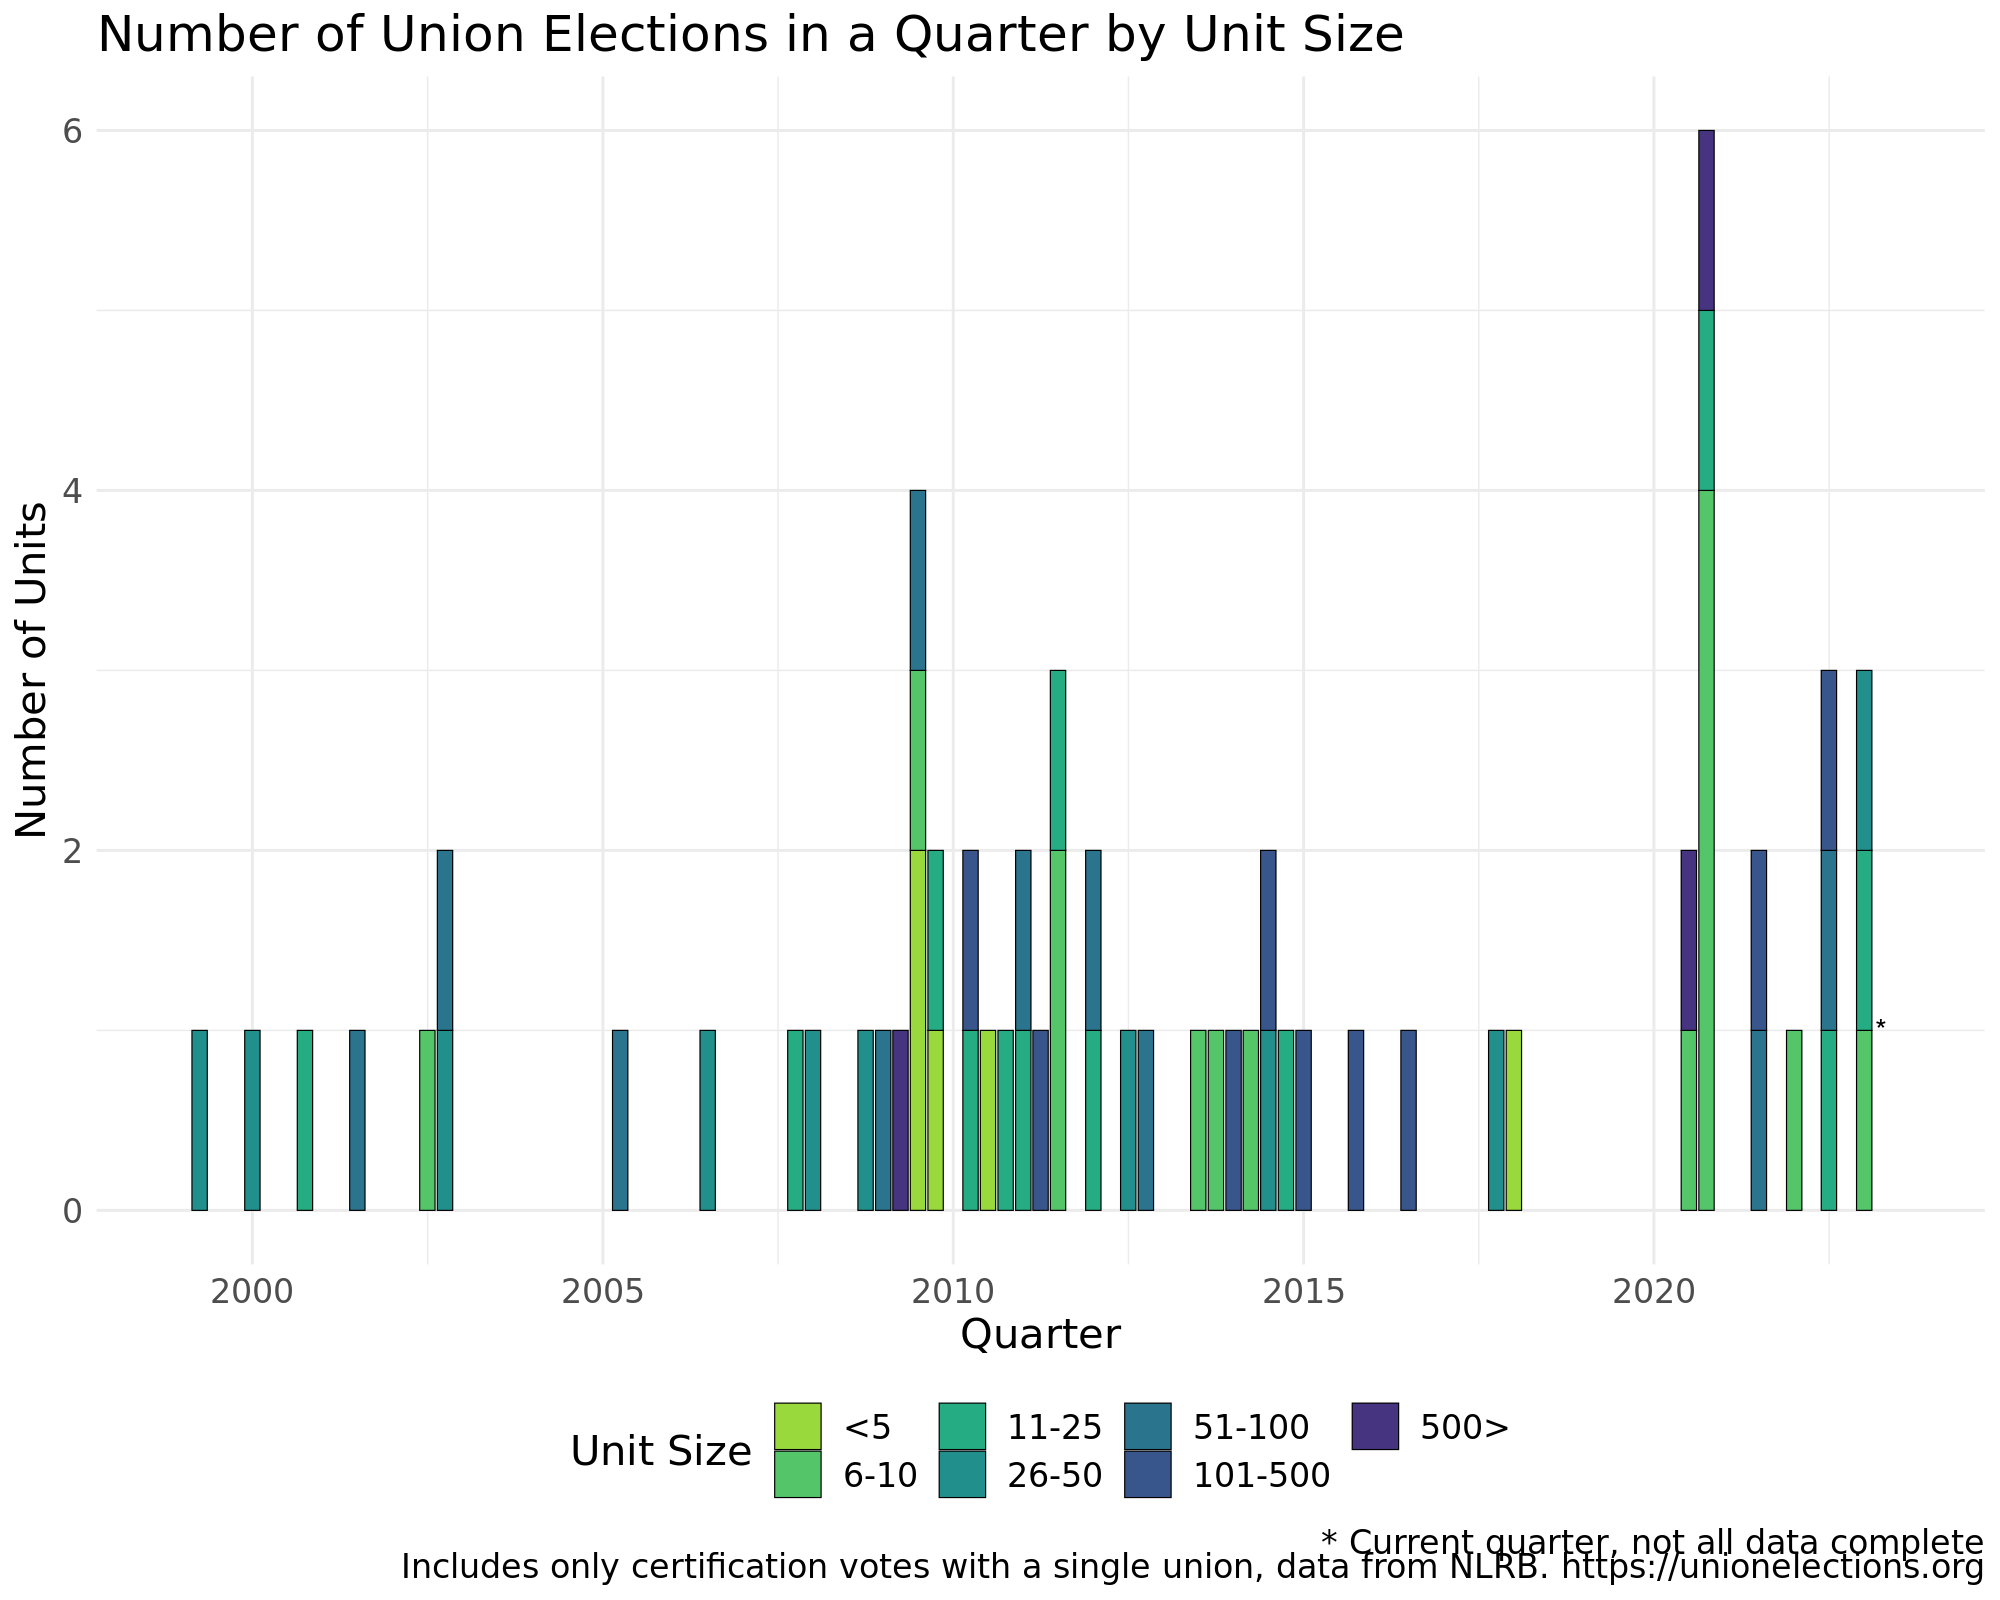 Number of Union Elections in a Quarter by Unit Size
Number of Units
6
4
2
0
*
2000 2005 2010 2015 2020
Quarter
Unit Size
<5 11-25 51-100 500>
6-10 26-50 101-500
* Current quarter, not all data complete
Includes only certification votes with a single union, data from NLRB. https://unionelections.org